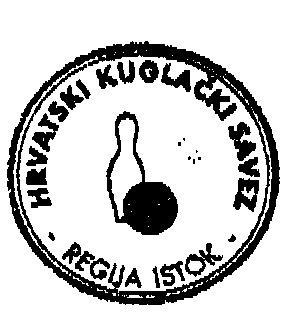 HRVATSKI KUGLAČKI SAVEZ
- REGIJA ISTOK -